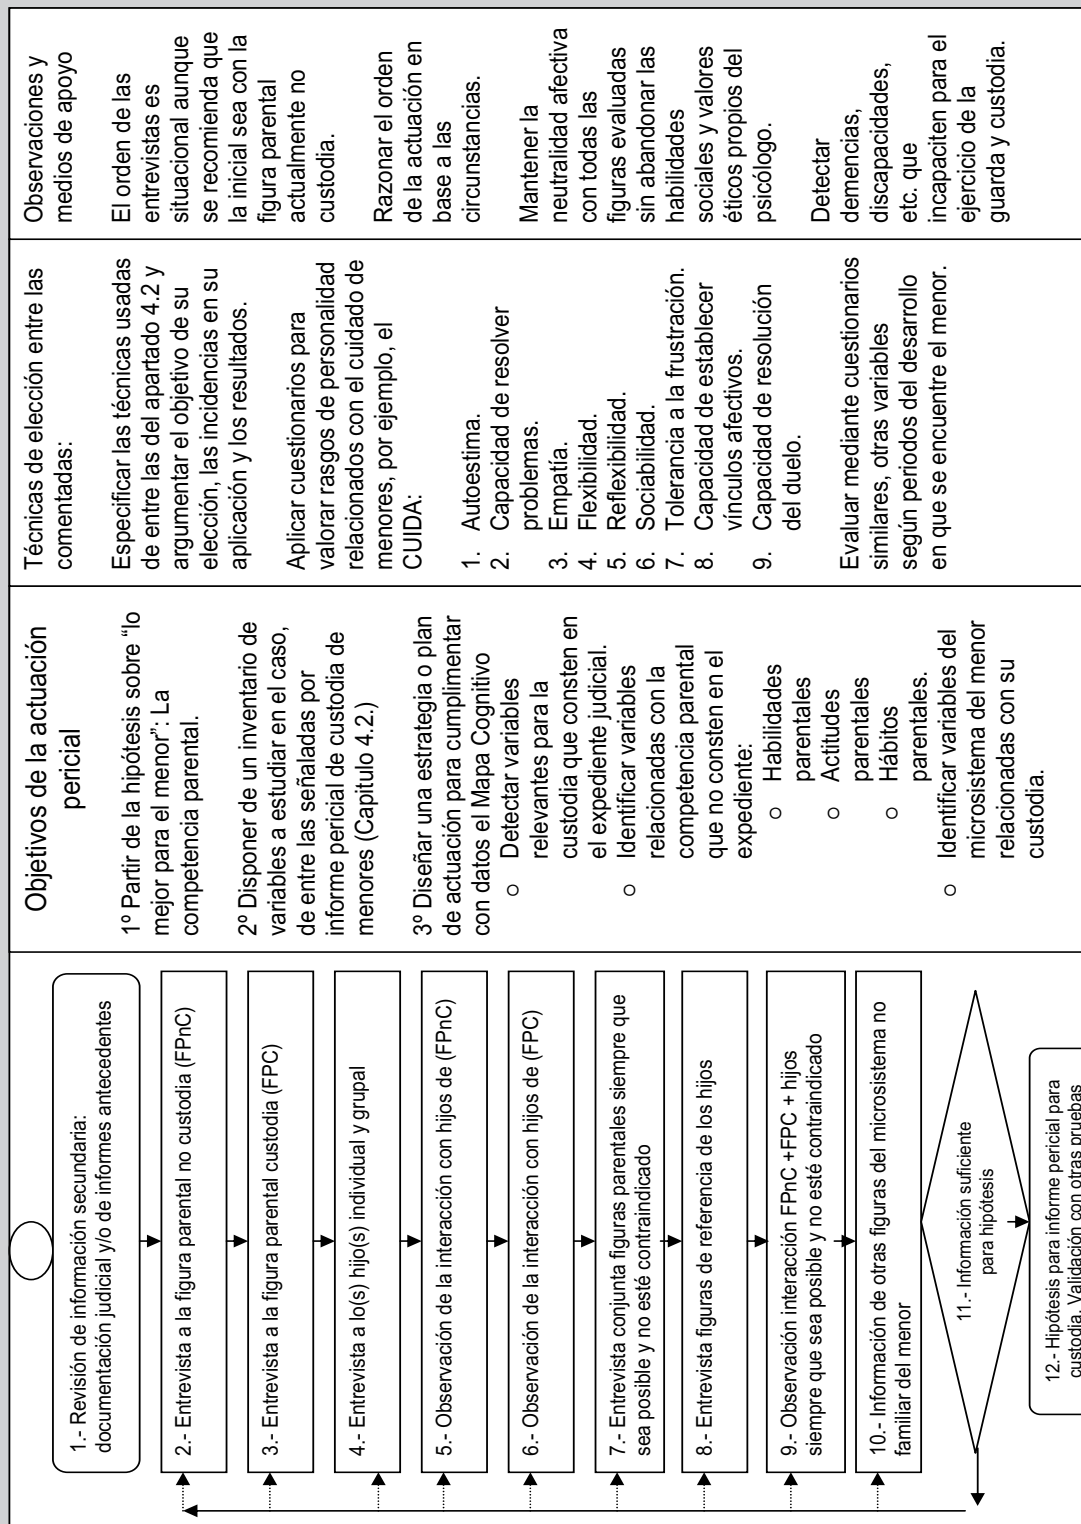 1.- Revisión de información secundaria:
documentación judicial y/o de informes antecedentes
2.- Entrevista a la figura parental no custodia (FPnC)
3.- Entrevista a la figura parental custodia (FPC)
4.- Entrevista a lo(s) hijo(s) individual y grupal
5.- Observación de la interacción con hijos de (FPnC)
6.- Observación de la interacción con hijos de (FPC)
7.- Entrevista conjunta figuras parentales siempre que
sea posible y no esté contraindicado
8.- Entrevista figuras de referencia de los hijos
9.- Observación interacción FPnC +FPC + hijos
siempre que sea posible y no esté contraindicado
10.- Información de otras figuras del microsistema no
familiar del menor
11.- Información suficiente
para hipótesis
12.- Hipótesis para informe pericial para
custodia. Validación con otras pruebas
Objetivos de la actuación
pericial
1º Partir de la hipótesis sobre “lo
mejor para el menor”: La
competencia parental.
2º Disponer de un inventario de
variables a estudiar en el caso,
de entre las señaladas por
informe pericial de custodia de
menores (Capitulo 4.2.)
3º Diseñar una estrategia o plan
de actuación para cumplimentar
con datos el Mapa Cognitivo
○ Detectar variables
relevantes para la
custodia que consten en
el expediente judicial.
○ Identificar variables
relacionadas con la
competencia parental
que no consten en el
expediente:
○ Habilidades
parentales
○ Actitudes
parentales
○ Hábitos
parentales.
○ Identificar variables del
microsistema del menor
relacionadas con su
custodia.
Técnicas de elección entre las
comentadas:
Especificar las técnicas usadas
de entre las del apartado 4.2 y
argumentar el objetivo de su
elección, las incidencias en su
aplicación y los resultados.
Aplicar cuestionarios para
valorar rasgos de personalidad
relacionados con el cuidado de
menores, por ejemplo, el
CUIDA:
1. Autoestima.
2. Capacidad de resolver
problemas.
3. Empatía.
4. Flexibilidad.
5. Reflexibilidad.
6. Sociabilidad.
7. Tolerancia a la frustración.
8. Capacidad de establecer
vínculos afectivos.
9. Capacidad de resolución
del duelo.
Evaluar mediante cuestionarios
similares, otras variables
según periodos del desarrollo
en que se encuentre el menor.
Observaciones y
medios de apoyo
El orden de las
entrevistas es
situacional aunque
se recomienda que
la inicial sea con la
figura parental
actualmente no
custodia.
Razonar el orden
de la actuación en
base a las
circunstancias.
Mantener la
neutralidad afectiva
con todas las
figuras evaluadas
sin abandonar las
habilidades
sociales y valores
éticos propios del
psicólogo.
Detectar
demencias,
discapacidades,
etc. que
incapaciten para el
ejercicio de la
guarda y custodia.